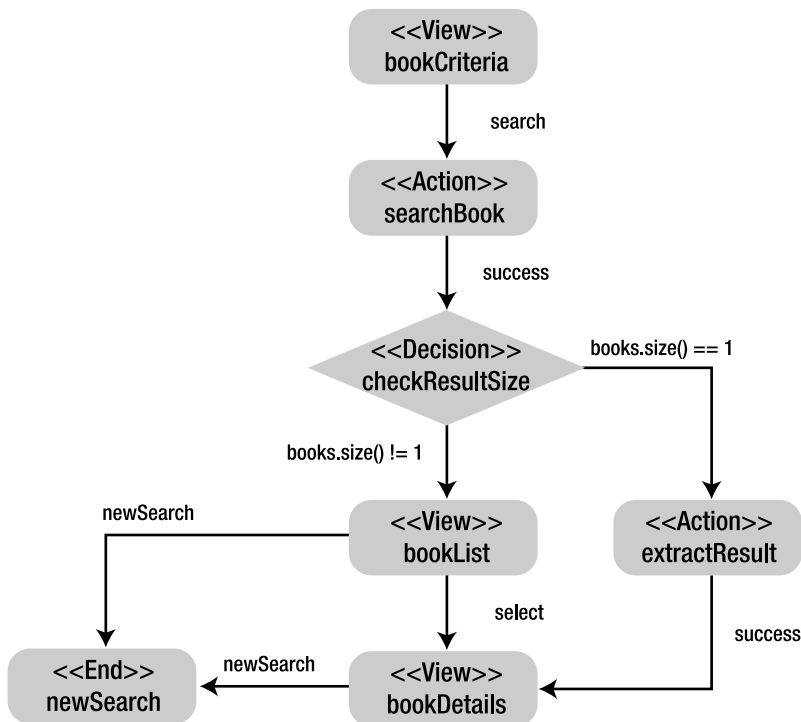 <<View>>
bookCriteria
search
<<Action>>
searchBook
success
<<Decision>>
checkResultSize
books.size() == 1
books.size() != 1
newSearch
<<View>>
bookList
<<Action>>
extractResult
select
success
<<End>>
newSearch
newSearch
<<View>>
bookDetails